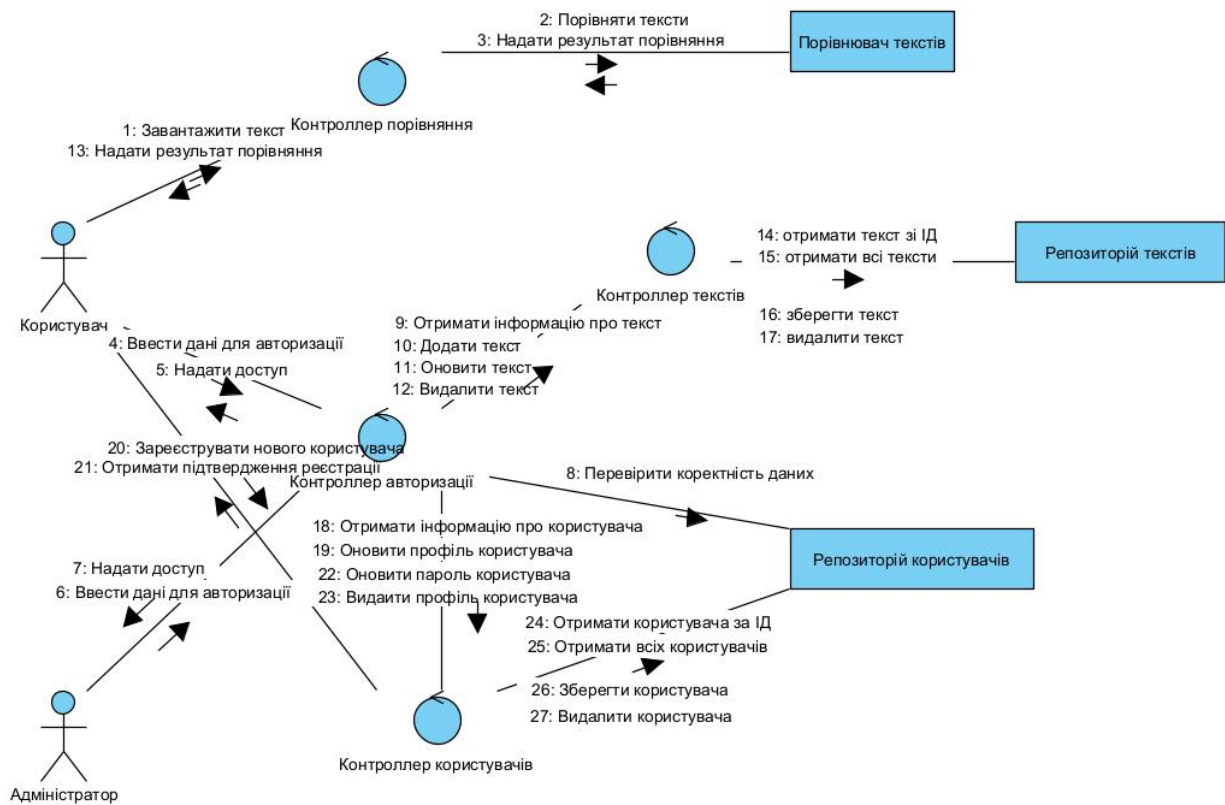 2: Порівняти тексти
3: Надати результат порівняння
Порівнювач текстів
Контроллер порівняння
1: Завантажити текст
13: Надати результат порівняння
Користувач
14: отримати текст зі ІД
15: отримати всі тексти
Репозиторій текстів
Контроллер текстів
16: зберегти текст
17: видалити текст
9: Отримати інформацію про текст
10: Додати текст
11: Оновити текст
12: Видалити текст
4: Ввести дані для авторизації
5: Надати доступ
20: Зареєструвати нового користувача
21: Отримати підтвердження реєстрації
Контроллер авторизації
8: Перевірити коректність даних
18: Отримати інформацію про користувача
19: Оновити профіль користувача
22: Оновити пароль користувача
23: Видаити профіль користувача
Репозиторій користувачів
7: Надати доступ
6: Ввести дані для авторизації
24: Отримати користувача за ІД
25: Отримати всіх користувачів
26: Зберегти користувача
27: Видалити користувача
Контроллер користувачів
Адміністратор